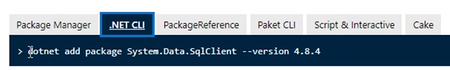 Package Manager .NET CLI PackageReference Paket CLI Script & Interactive Cake
> dotnet add package System.Data.SqlClient --version 4.8.4